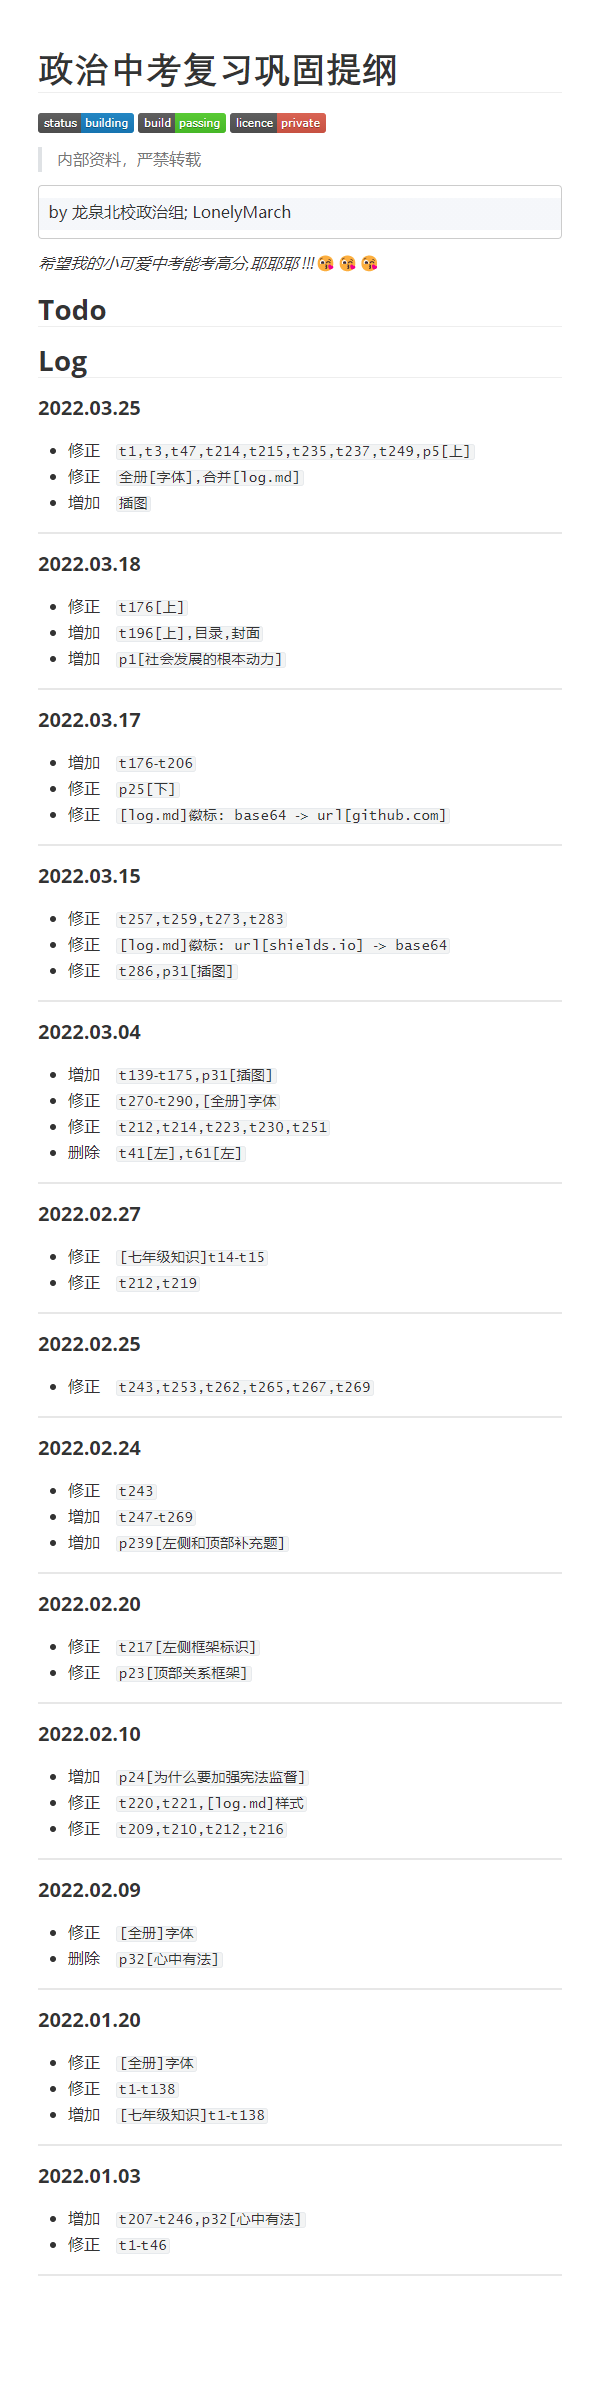 政治中考复习巩固提纲
status building build passing licence private
内部资料，严禁转载
by 龙泉北校政治组; LonelyMarch
希望我的小可爱中考能考高分,耶耶耶!!!😘 😘 😘
Todo
Log
2022.03.25
修正 t1,t3,t47,t214,t215,t235,t237,t249,p5[上]
修正 全册[字体],合并[log.md]
增加 插图
2022.03.18
修正 t176[上]
增加 t196[上],目录,封面
增加 p1[社会发展的根本动力]
2022.03.17
增加 t176-t206
修正 p25[下]
修正 [log.md]徽标: base64 -> url[github.com]
2022.03.15
修正 t257,t259,t273,t283
修正 [log.md]徽标: url[shields.io] -> base64
修正 t286,p31[插图]
2022.03.04
增加 t139-t175,p31[插图]
修正 t270-t290,[全册]字体
修正 t212,t214,t223,t230,t251
删除 t41[左],t61[左]
2022.02.27
修正 [七年级知识]t14-t15
修正 t212,t219
2022.02.25
修正 t243,t253,t262,t265,t267,t269
2022.02.24
修正 t243
增加 t247-t269
增加 p239[左侧和顶部补充题]
2022.02.20
修正 t217[左侧框架标识]
修正 p23[顶部关系框架]
2022.02.10
增加 p24[为什么要加强宪法监督]
修正 t220,t221,[log.md]样式
修正 t209,t210,t212,t216
2022.02.09
修正 [全册]字体
删除 p32[心中有法]
2022.01.20
修正 [全册]字体
修正 t1-t138
增加 [七年级知识]t1-t138
2022.01.03
增加 t207-t246,p32[心中有法]
修正 t1-t46